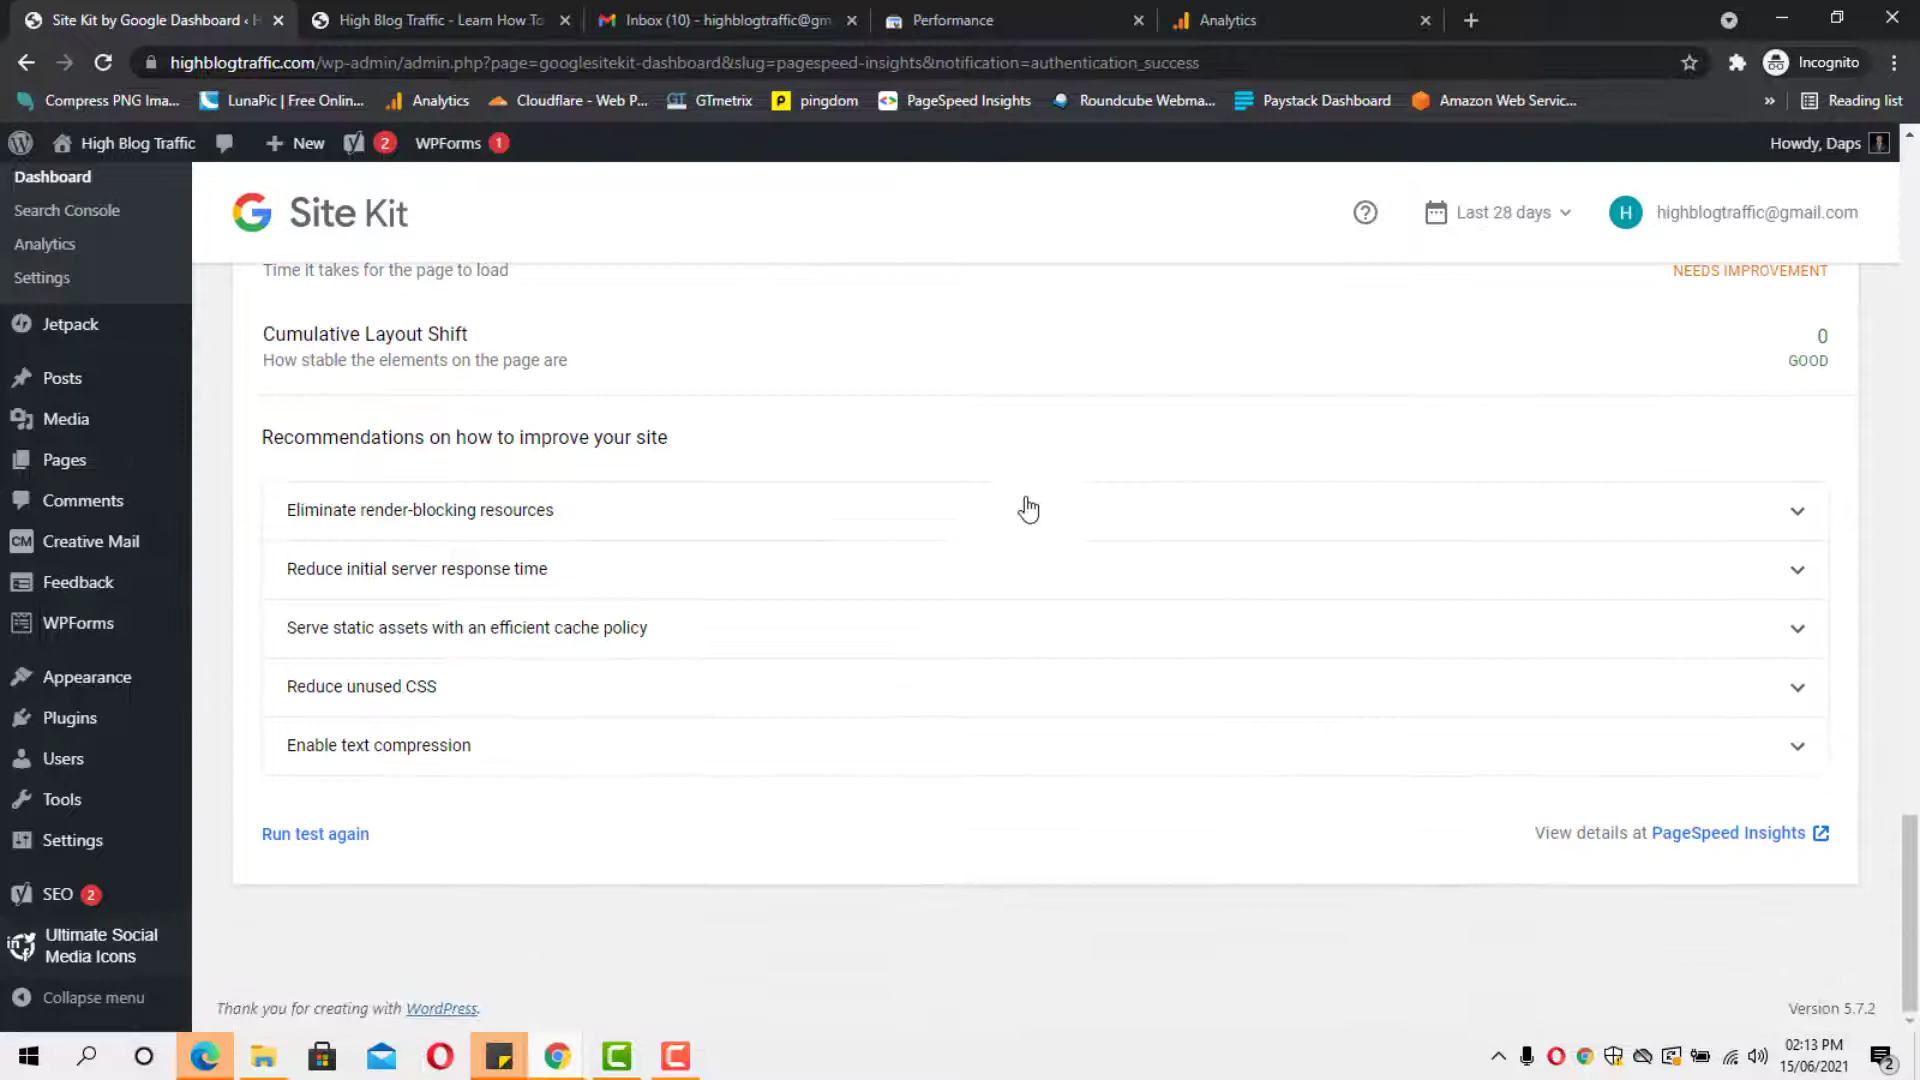 Site Kit by Google Dashboard ‹ H
High Blog Traffic - Learn How To
Inbox (10) - highblogtraffic@gm
Performance
Analytics
highblogtraffic.com/wp-admin/admin.php?page=googlesitekit-dashboard&slug=pagespeed-insights&notification=authentication_success
Incognito
Compress PNG Ima...
LunaPic | Free Onlin...
Analytics
Cloudflare - Web P...
GTmetrix
pingdom
PageSpeed Insights
Roundcube Webma...
Paystack Dashboard
Amazon Web Servic...
»
Reading list
High Blog Traffic
New
2
WPForms
1
Howdy, Daps
Dashboard
Search Console
Analytics
Settings
Jetpack
Posts
Media
Pages
Comments
CM
Creative Mail
Feedback
WPForms
Appearance
Plugins
Users
Tools
Settings
SEO
2
Ultimate Social
Media Icons
Collapse menu
Site Kit
Last 28 days
H
highblogtraffic@gmail.com
Time it takes for the page to load
NEEDS IMPROVEMENT
Cumulative Layout Shift
0
How stable the elements on the page are
GOOD
Recommendations on how to improve your site
Eliminate render-blocking resources
Reduce initial server response time
Serve static assets with an efficient cache policy
Reduce unused CSS
Enable text compression
Run test again
View details at PageSpeed Insights
Thank you for creating with WordPress.
Version 5.7.2
02:13 PM
15/06/2021
2